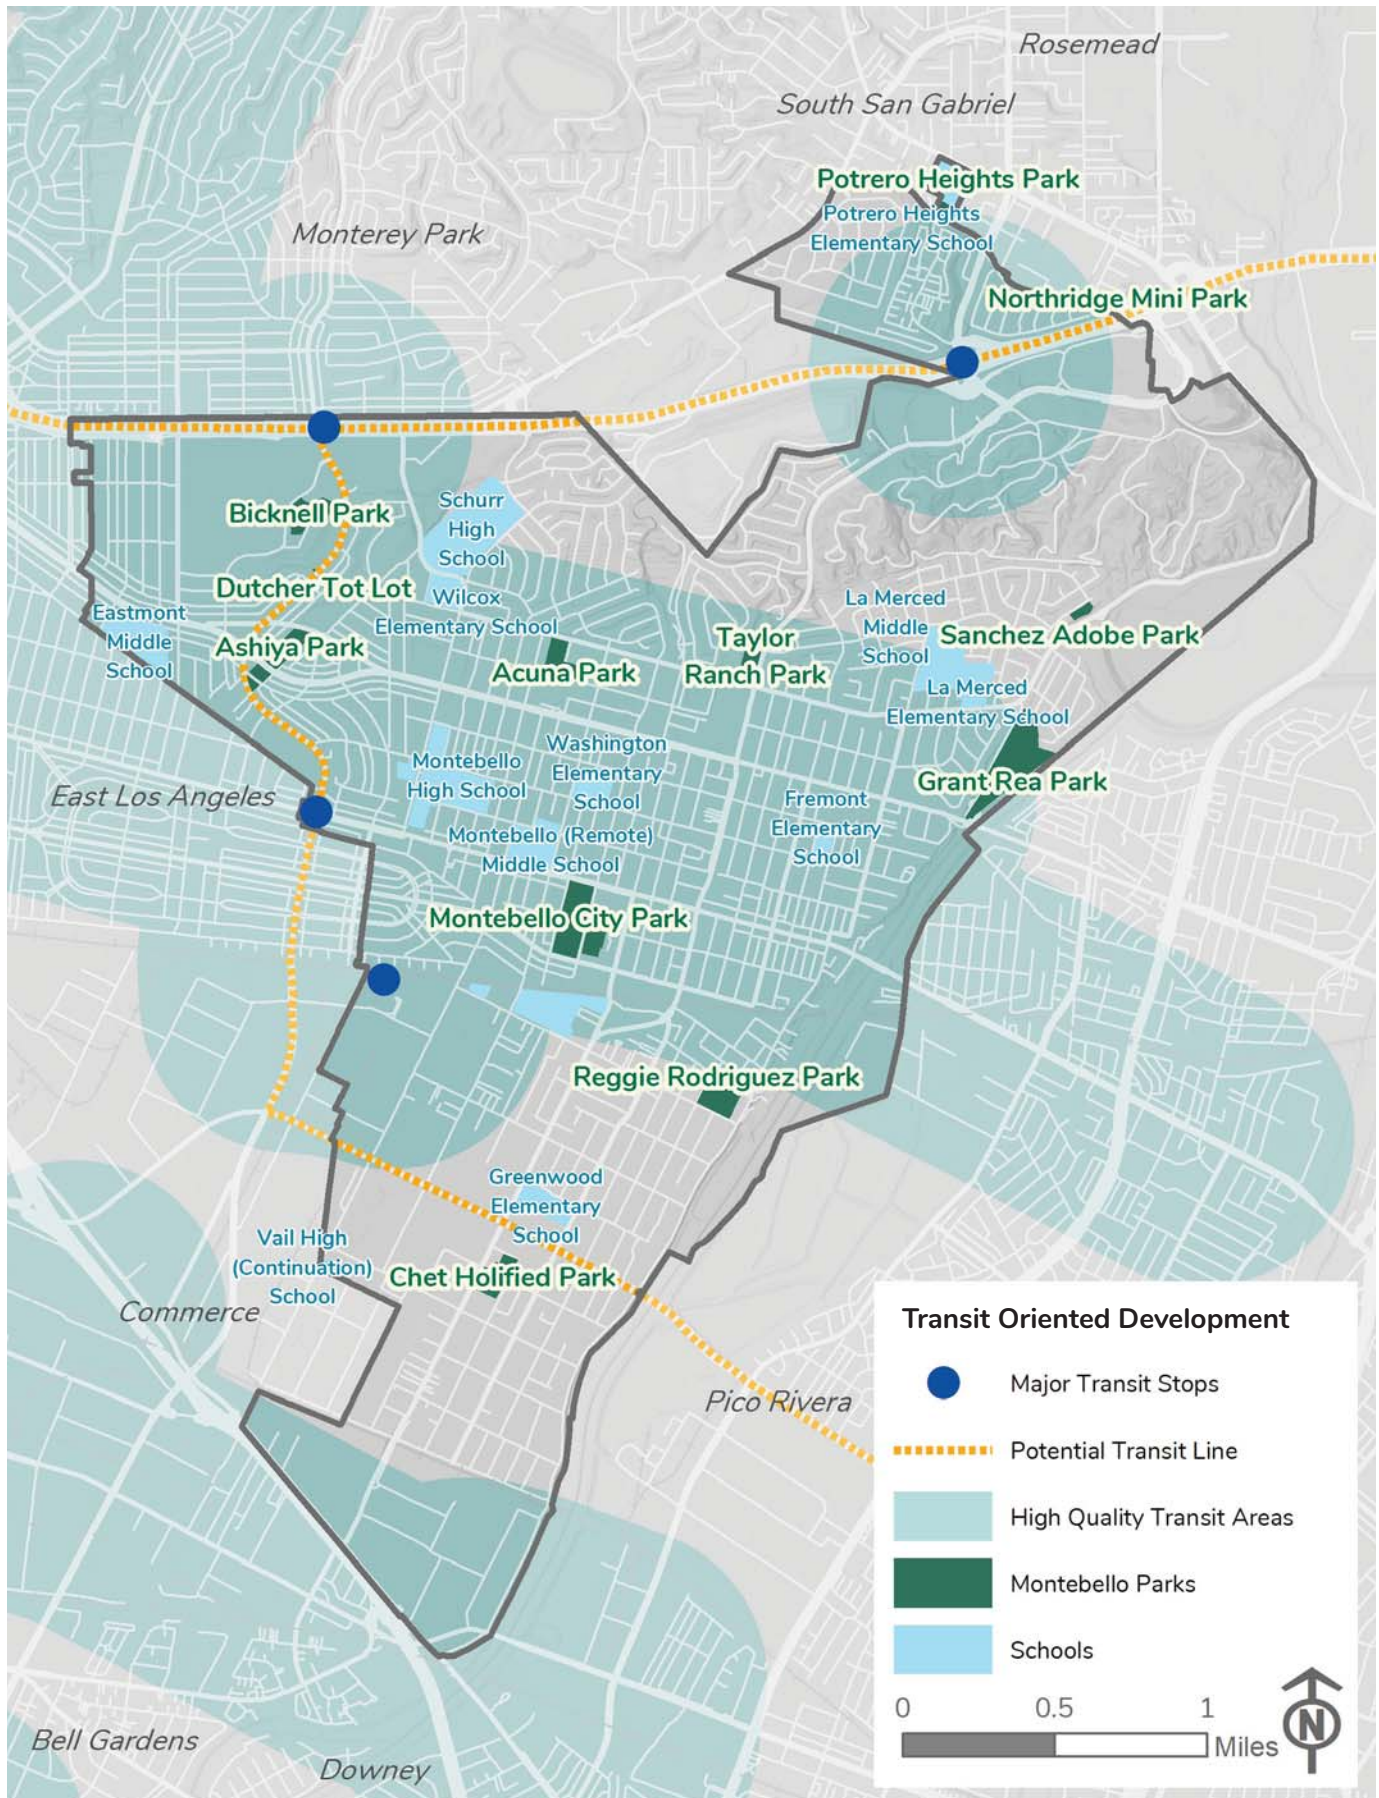 Rosemead
South San Gabriel
Potrero Heights Park
Potrero Heights
Elementary School
Monterey Park
Northridge Mini Park
Bicknell Park
Schurr
High
School
Dutcher Tot Lot
Wilcox
Elementary School
Eastmont
Middle
School
Ashiya Park
Acuna Park
Taylor
Ranch Park
La Merced
Middle
School
Sanchez Adobe Park
La Merced
Elementary School
Montebello
High School
Washington
Elementary
School
Grant Rea Park
East Los Angeles
Fremont
Elementary
School
Montebello (Remote)
Middle School
Montebello City Park
Reggie Rodriguez Park
Greenwood
Elementary
School
Vail High
(Continuation)
School
Chet Holified Park
Commerce
Pico Rivera
Bell Gardens
Downey
Transit Oriented Development
Major Transit Stops
Potential Transit Line
High Quality Transit Areas
Montebello Parks
Schools
0 0.5 1
Miles
N